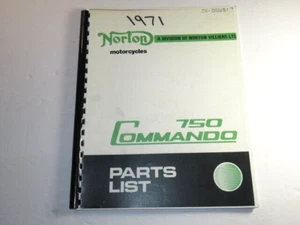 1971
Norton
A DIVISION OF NORTON VILLIERS LTD
motorcycles
750
COMMANDO
PARTS
LIST